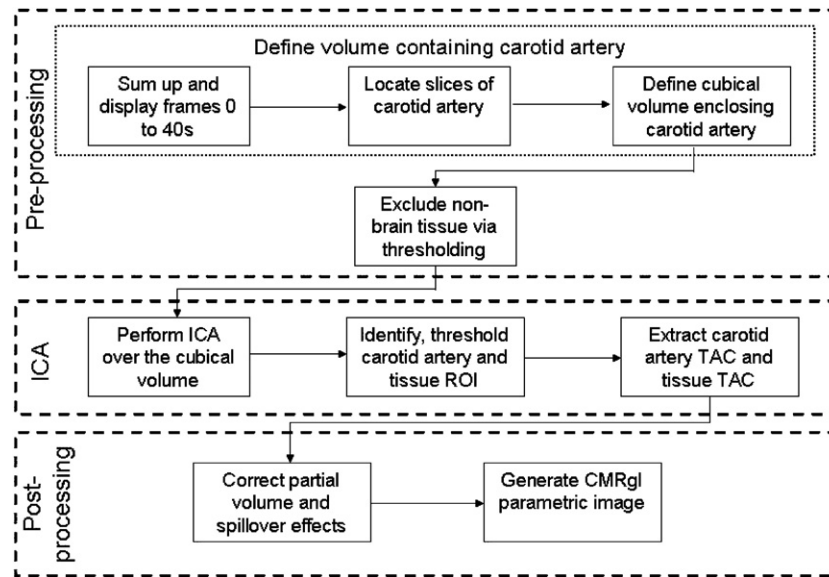 Pre-processing
Define volume containing carotid artery
Sum up and
display frames 0
to 40s
Locate slices of
carotid artery
Define cubical
volume enclosing
carotid artery
Exclude non-
brain tissue via
thresholding
ICA
Perform ICA
over the cubical
volume
Identify, threshold
carotid artery and
tissue ROI
Extract carotid
artery TAC and
tissue TAC
Post-
processing
Correct partial
volume and
spillover effects
Generate CMRgl
parametric image